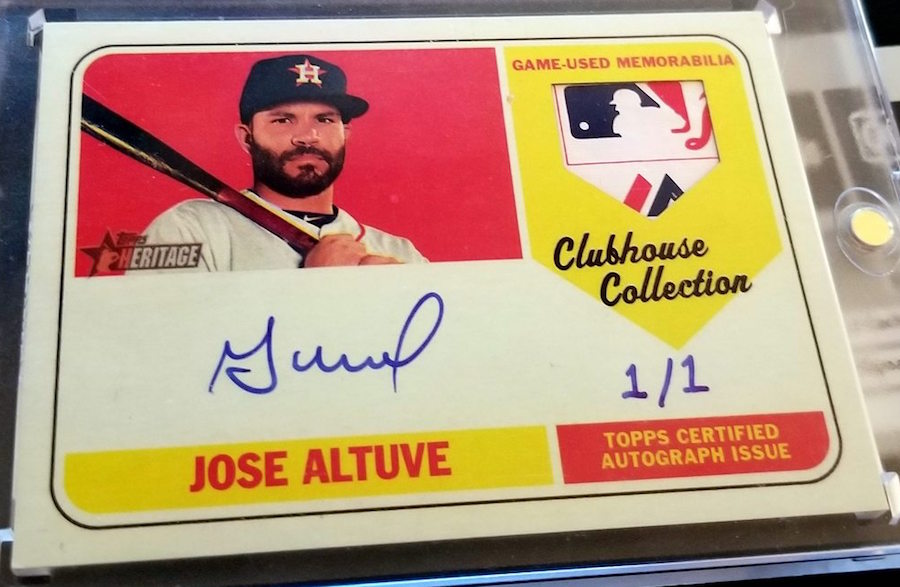 H
GAME-USED MEMORABILIA
TOPPS
HERITAGE
Clubhouse
Collection
1/1
JOSE ALTUVE
TOPPS CERTIFIED
AUTOGRAPH ISSUE